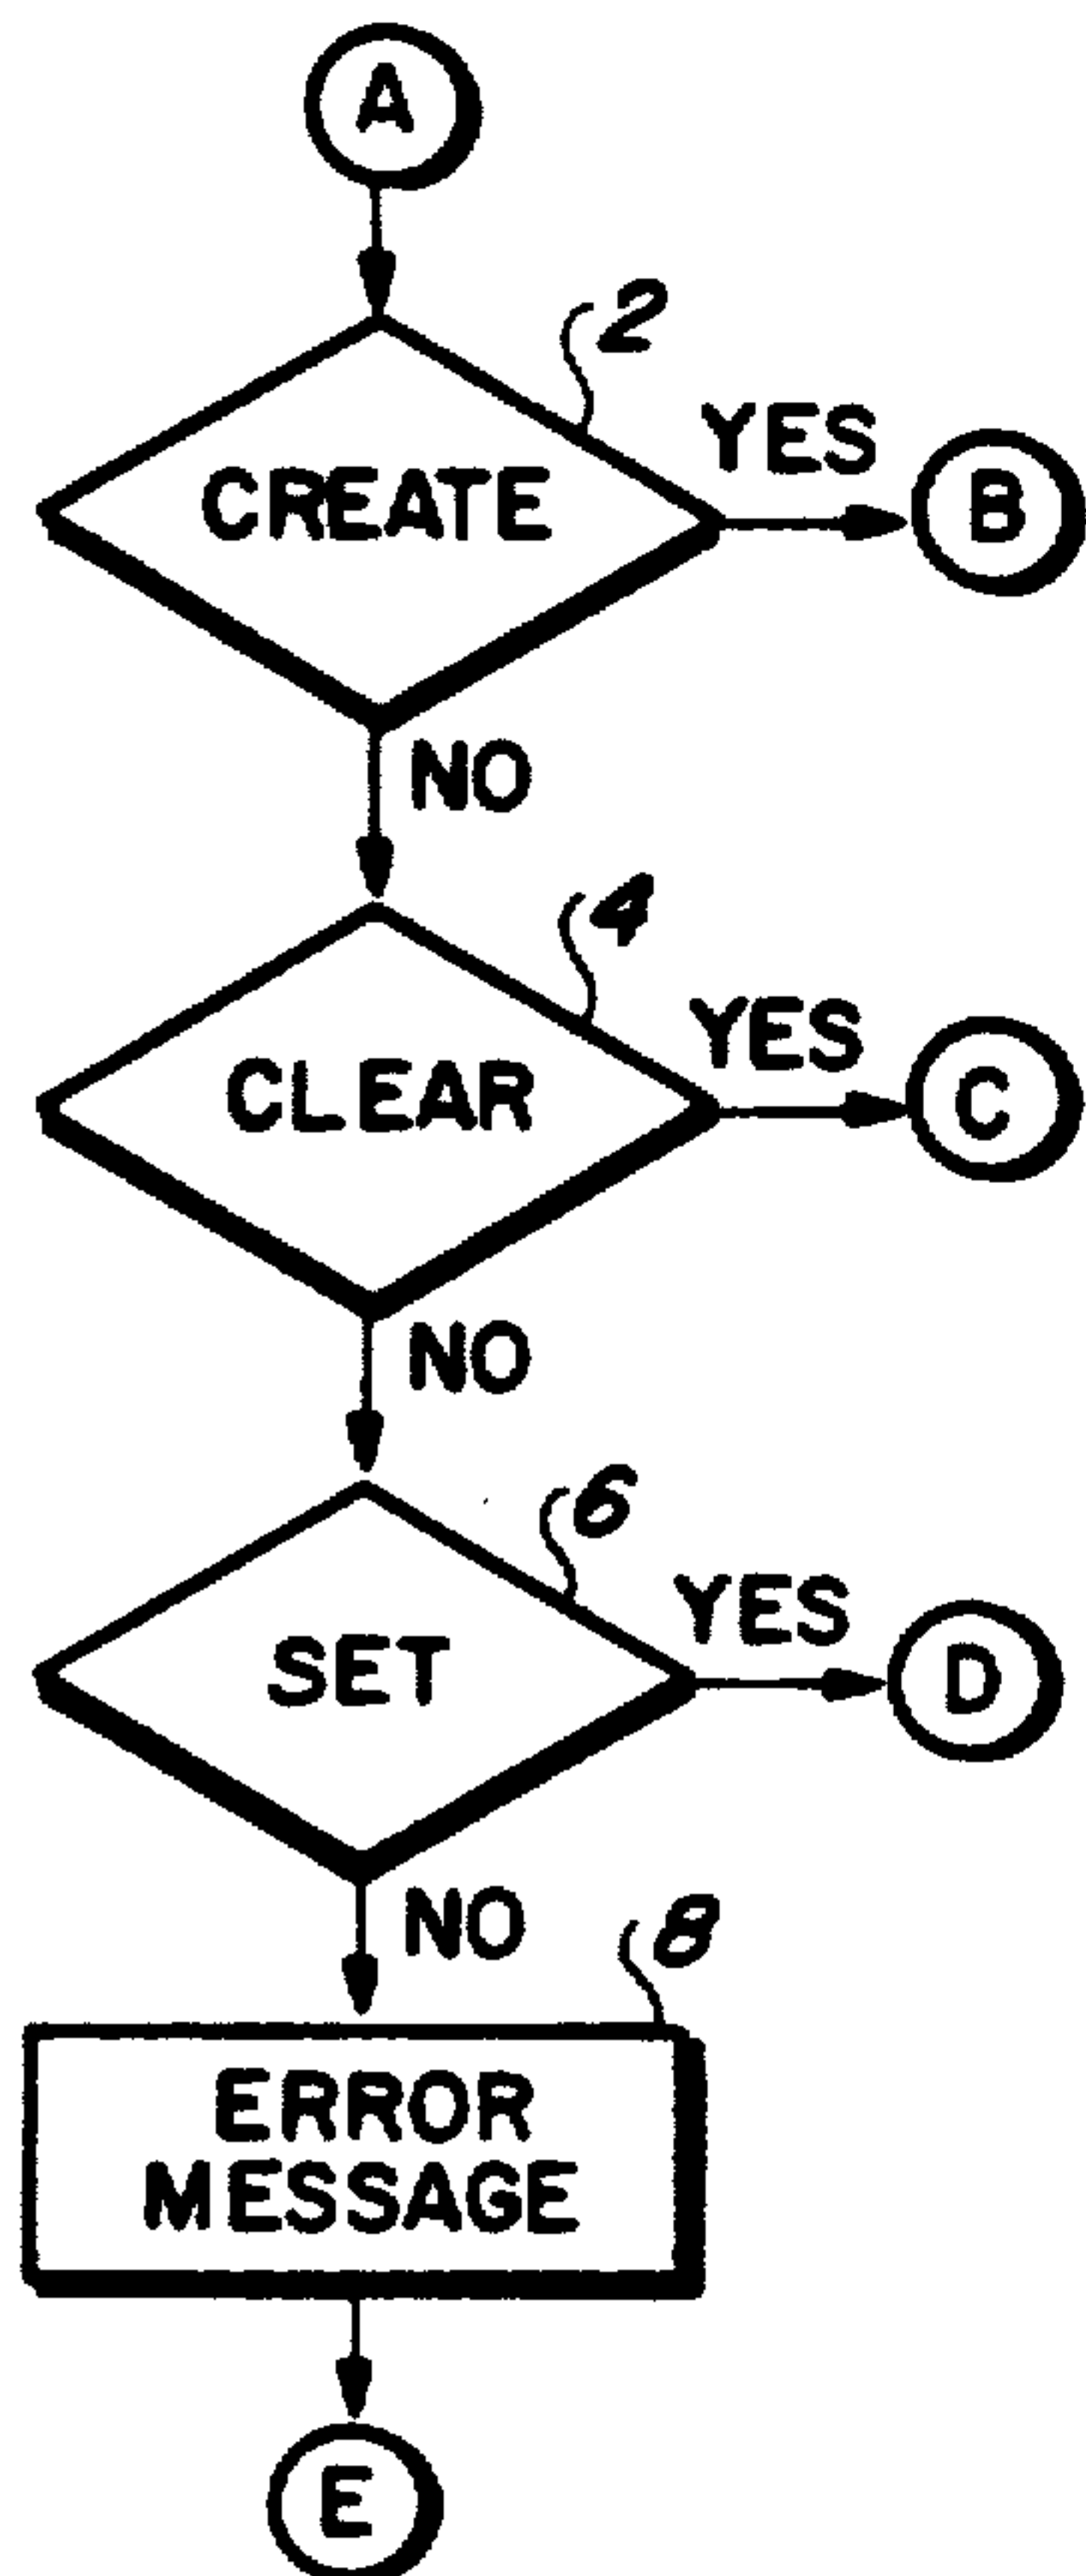 A
2
CREATE
YES
B
NO
4
CLEAR
YES
C
NO
6
SET
YES
D
NO
8
ERROR
MESSAGE
E